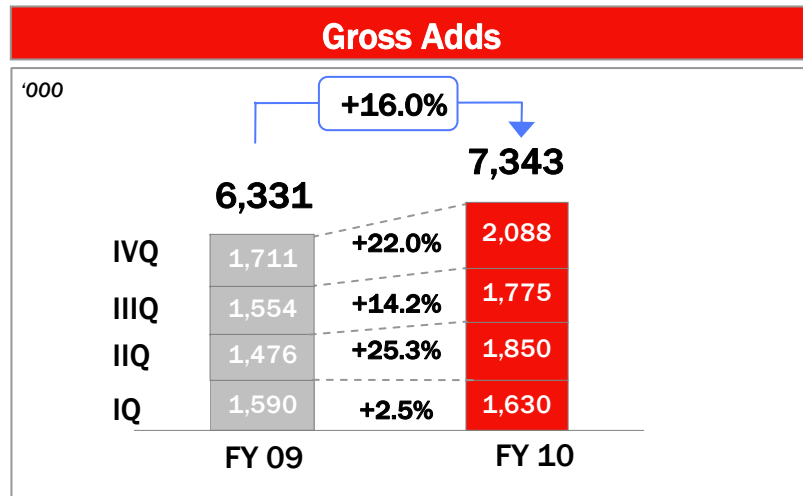 Gross Adds
‘000
+16.0%
7,343
6,331
IVQ 1,711 +22.0% 2,088
IIIQ 1,554 +14.2% 1,775
IIQ 1,476 +25.3% 1,850
IQ 1,590 +2.5% 1,630
FY 09 FY 10